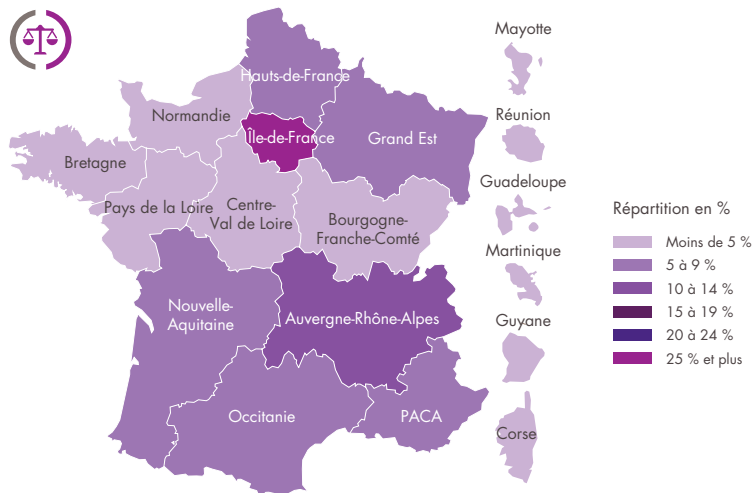 Mayotte
Hauts-de-France
Normandie
Réunion
Île-de-France
Grand Est
Bretagne
Guadeloupe
Pays de la Loire
Centre-
Val de Loire
Bourgogne-
Franche-Comté
Répartition en %
Moins de 5 %
5 à 9 %
10 à 14 %
15 à 19 %
20 à 24 %
25 % et plus
Martinique
Nouvelle-
Aquitaine
Auvergne-Rhône-Alpes
Guyane
Occitanie
PACA
Corse